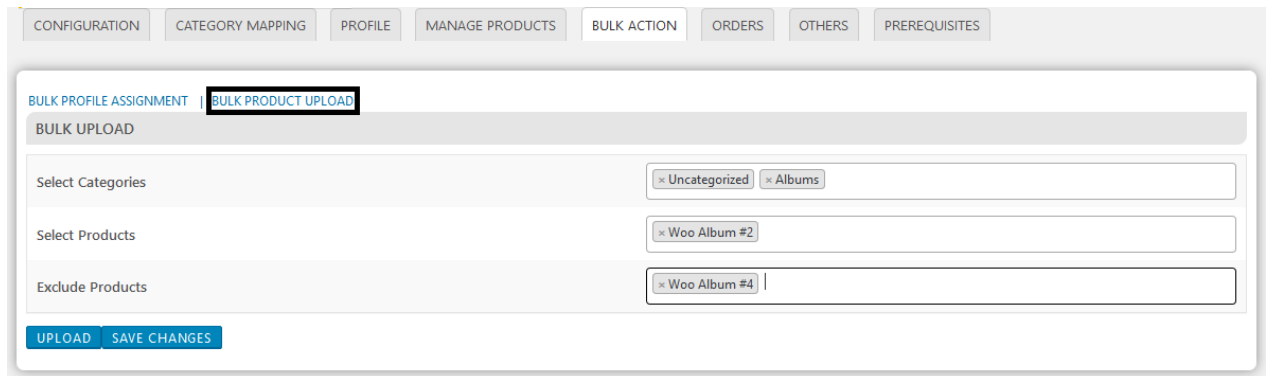 CONFIGURATION CATEGORY MAPPING PROFILE MANAGE PRODUCTS BULK ACTION ORDERS OTHERS PREREQUISITES
BULK PROFILE ASSIGNMENT | BULK PRODUCT UPLOAD
BULK UPLOAD
Select Categories × Uncategorized × Albums
Select Products × Woo Album #2
Exclude Products × Woo Album #4
UPLOAD SAVE CHANGES